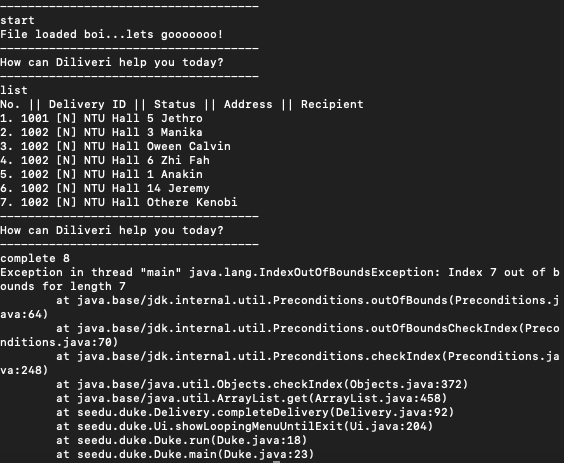 -------------------------------------
start
File loaded boi...lets gooooooo!
-------------------------------------
How can Diliveri help you today?
-------------------------------------
list
No. || Delivery ID || Status || Address || Recipient
1. 1001 [N] NTU Hall 5 Jethro
2. 1002 [N] NTU Hall 3 Manika
3. 1002 [N] NTU Hall Oween Calvin
4. 1002 [N] NTU Hall 6 Zhi Fah
5. 1002 [N] NTU Hall 1 Anakin
6. 1002 [N] NTU Hall 14 Jeremy
7. 1002 [N] NTU Hall Othere Kenobi
-------------------------------------
How can Diliveri help you today?
-------------------------------------
complete 8
Exception in thread "main" java.lang.IndexOutOfBoundsException: Index 7 out of b
ounds for length 7
        at java.base/jdk.internal.util.Preconditions.outOfBounds(Preconditions.j
ava:64)
        at java.base/jdk.internal.util.Preconditions.outOfBoundsCheckIndex(Preco
nditions.java:70)
        at java.base/jdk.internal.util.Preconditions.checkIndex(Preconditions.ja
va:248)
        at java.base/java.util.Objects.checkIndex(Objects.java:372)
        at java.base/java.util.ArrayList.get(ArrayList.java:458)
        at seedu.duke.Delivery.completeDelivery(Delivery.java:92)
        at seedu.duke.Ui.showLoopingMenuUntilExit(Ui.java:204)
        at seedu.duke.Duke.run(Duke.java:18)
        at seedu.duke.Duke.main(Duke.java:23)